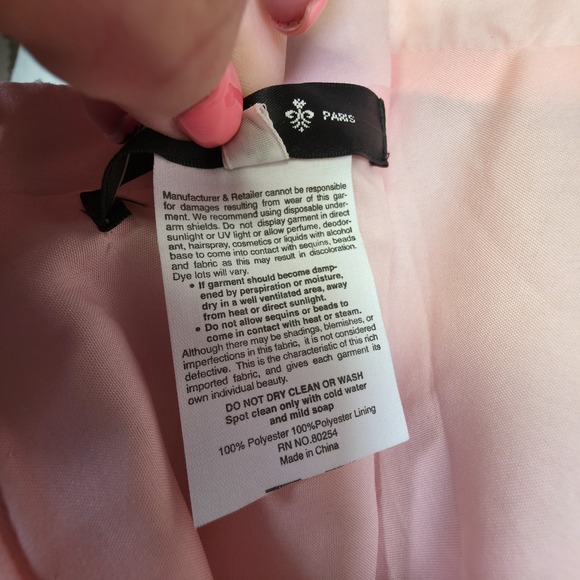 PARIS
Manufacturer & Retailer cannot be responsible
for damages resulting from wear of this gar-
ment. We recommend using disposable under-
arm shields. Do not display garment in direct
sunlight or UV light or allow perfume, deodor-
ant, hairspray, cosmetics or liquids with alcohol
base to come into contact with sequins, beads
and fabric as this may result in discoloration.
Dye lots will vary.
• If garment should become damp-
ened by perspiration or moisture,
dry in a well ventilated area, away
from heat or direct sunlight.
• Do not allow sequins or beads to
come in contact with heat or steam.
Although there may be shadings, blemishes, or
imperfections in this fabric, it is not considered
defective. This is the characteristic of this rich
imported fabric, and gives each garment its
own individual beauty.
DO NOT DRY CLEAN OR WASH
Spot clean only with cold water
and mild soap
100% Polyester 100%Polyester Lining
RN NO.80254
Made in China